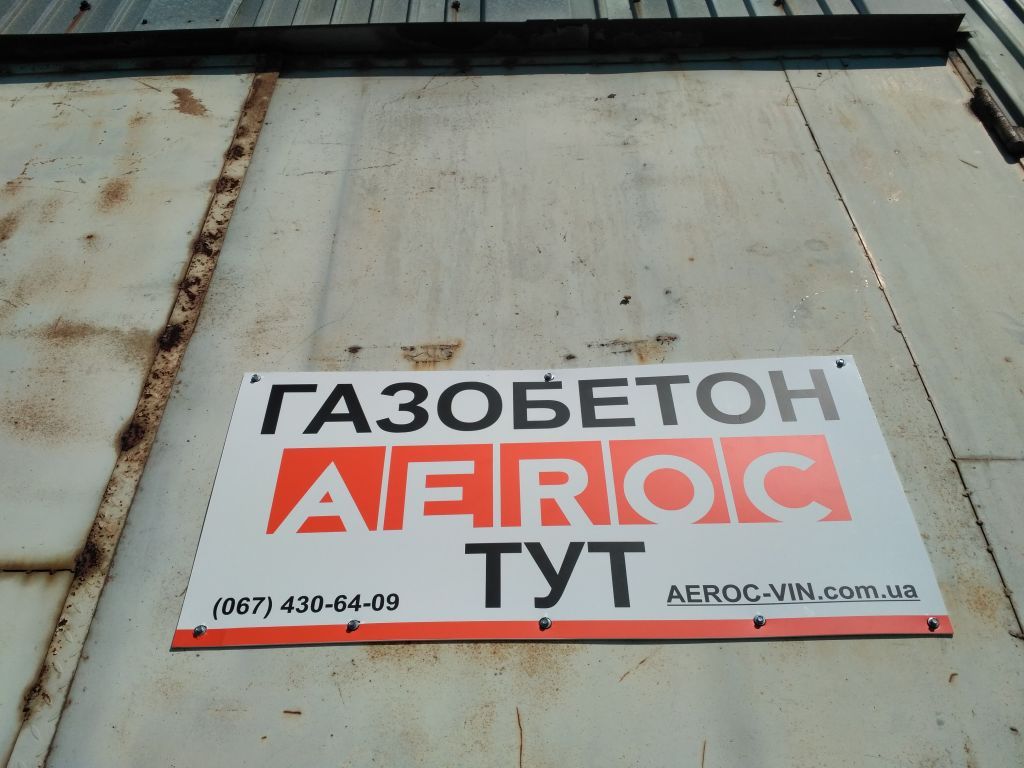 ГАЗОБЕТОН
AEROC
ТУТ
(067) 430-64-09
AEROC-VIN.com.ua